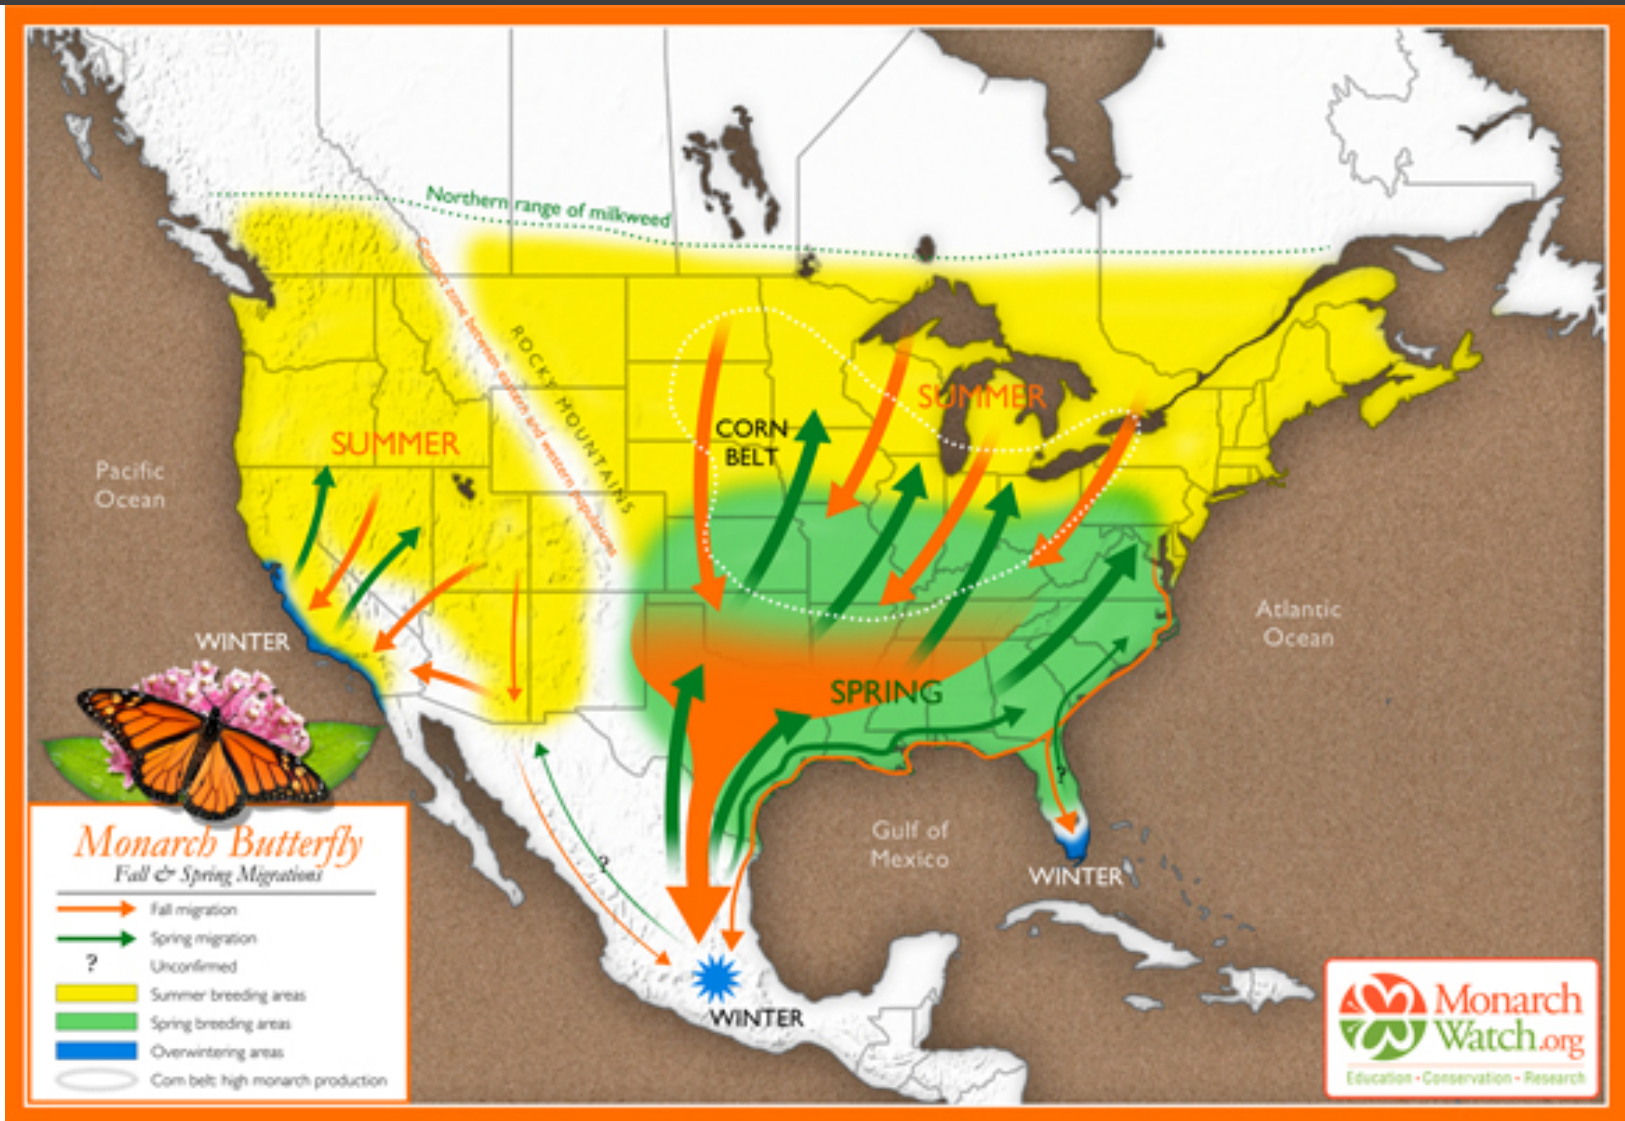 Northern range of milkweed
Contact zone between eastern and western populations
ROCKY MOUNTAINS
SUMMER
SUMMER
CORN
BELT
Pacific
Ocean
Atlantic
Ocean
WINTER
SPRING
?
Gulf of
Mexico
WINTER
?
WINTER
Monarch Butterfly
Fall & Spring Migrations
Fall migration
Spring migration
? Unconfirmed
Summer breeding areas
Spring breeding areas
Overwintering areas
Corn belt: high monarch production
Monarch
Watch.org
Education • Conservation • Research